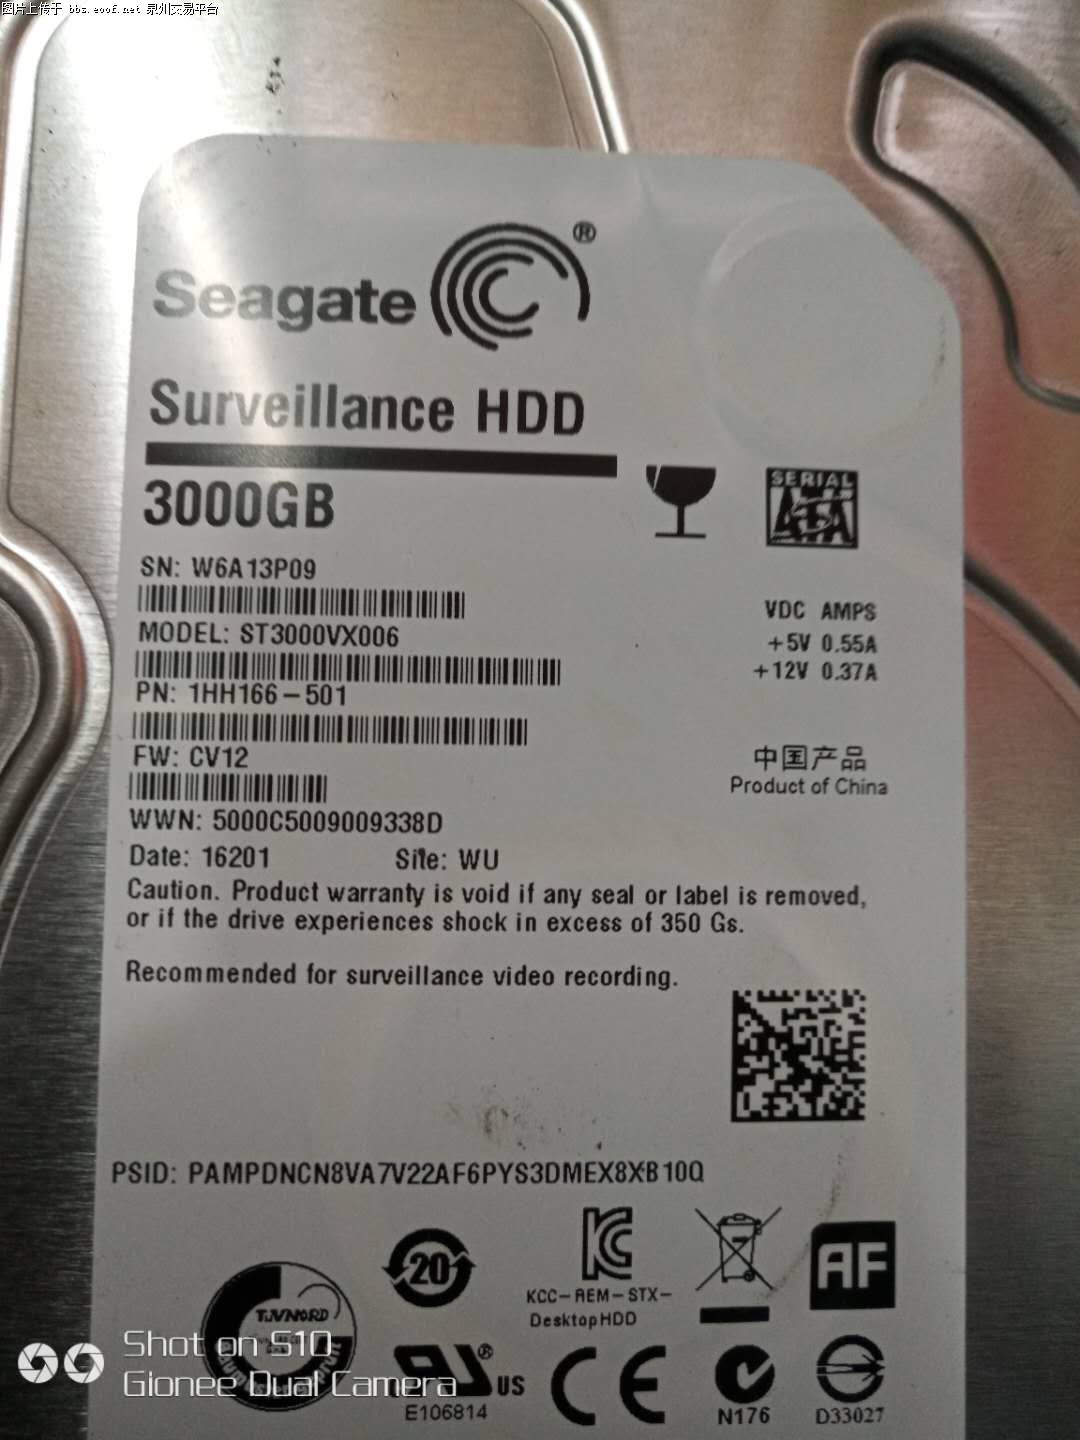 图片上传于 bbs.eoof.net 泉州交易平台
Seagate®
Surveillance HDD
3000GB
SERIAL
ATA
SN: W6A13P09
MODEL: ST3000VX006
PN: 1HH166-501
FW: CV12
WWN: 5000C5009009338D
Date: 16201 Site: WU
VDC AMPS
+5V 0.55A
+12V 0.37A
中国产品
Product of China
Caution. Product warranty is void if any seal or label is removed,
or if the drive experiences shock in excess of 350 Gs.
Recommended for surveillance video recording.
PSID: PAMPDNCN8VA7V22AF6PYS3DMEX8XB10Q
20
KCC-REM-STX-
Desktop HDD
AF
TÜVNORD
US
E106814
CE
N176
D33027
Shot on S10
Gionee Dual Camera